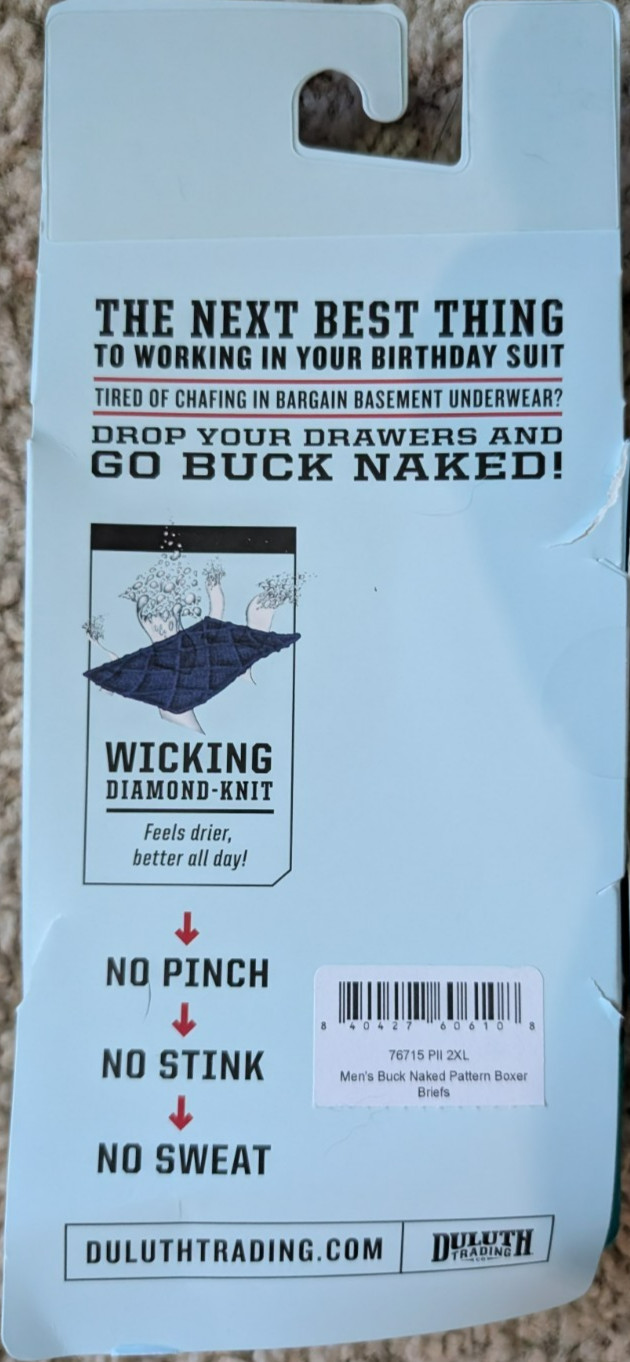 THE NEXT BEST THING
TO WORKING IN YOUR BIRTHDAY SUIT
TIRED OF CHAFING IN BARGAIN BASEMENT UNDERWEAR?
DROP YOUR DRAWERS AND
GO BUCK NAKED!
WICKING
DIAMOND-KNIT
Feels drier,
better all day!
NO PINCH
NO STINK
NO SWEAT
8 40427 60610 8
76715 PII 2XL
Men's Buck Naked Pattern Boxer
Briefs
DULUTHTRADING.COM
DULUTH
TRADING
CO